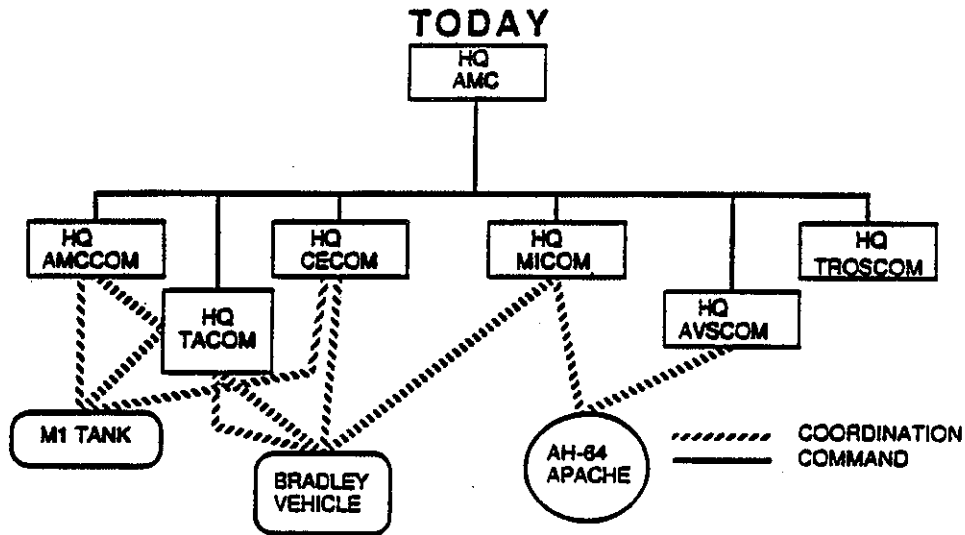 TODAY
HQ
AMC
HQ
AMCCOM
HQ
CECOM
HQ
MICOM
HQ
TROSCOM
HQ
TACOM
HQ
AVSCOM
M1 TANK
BRADLEY
VEHICLE
AH-64
APACHE
COORDINATION
COMMAND